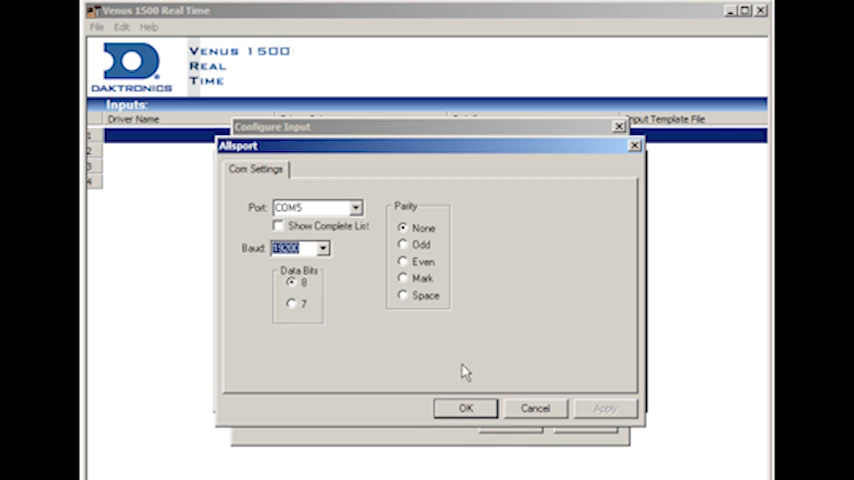 Venus 1500 Real Time
File Edit Help
DAKTRONICS
VENUS 1500
REAL
TIME
Inputs:
Driver Name
Input Template File
1
2
3
4
Configure Input
Allsport
Com Settings
Port: COM5
Show Complete List
Baud: 19200
Data Bits
8
7
Parity
None
Odd
Even
Mark
Space
OK Cancel Apply